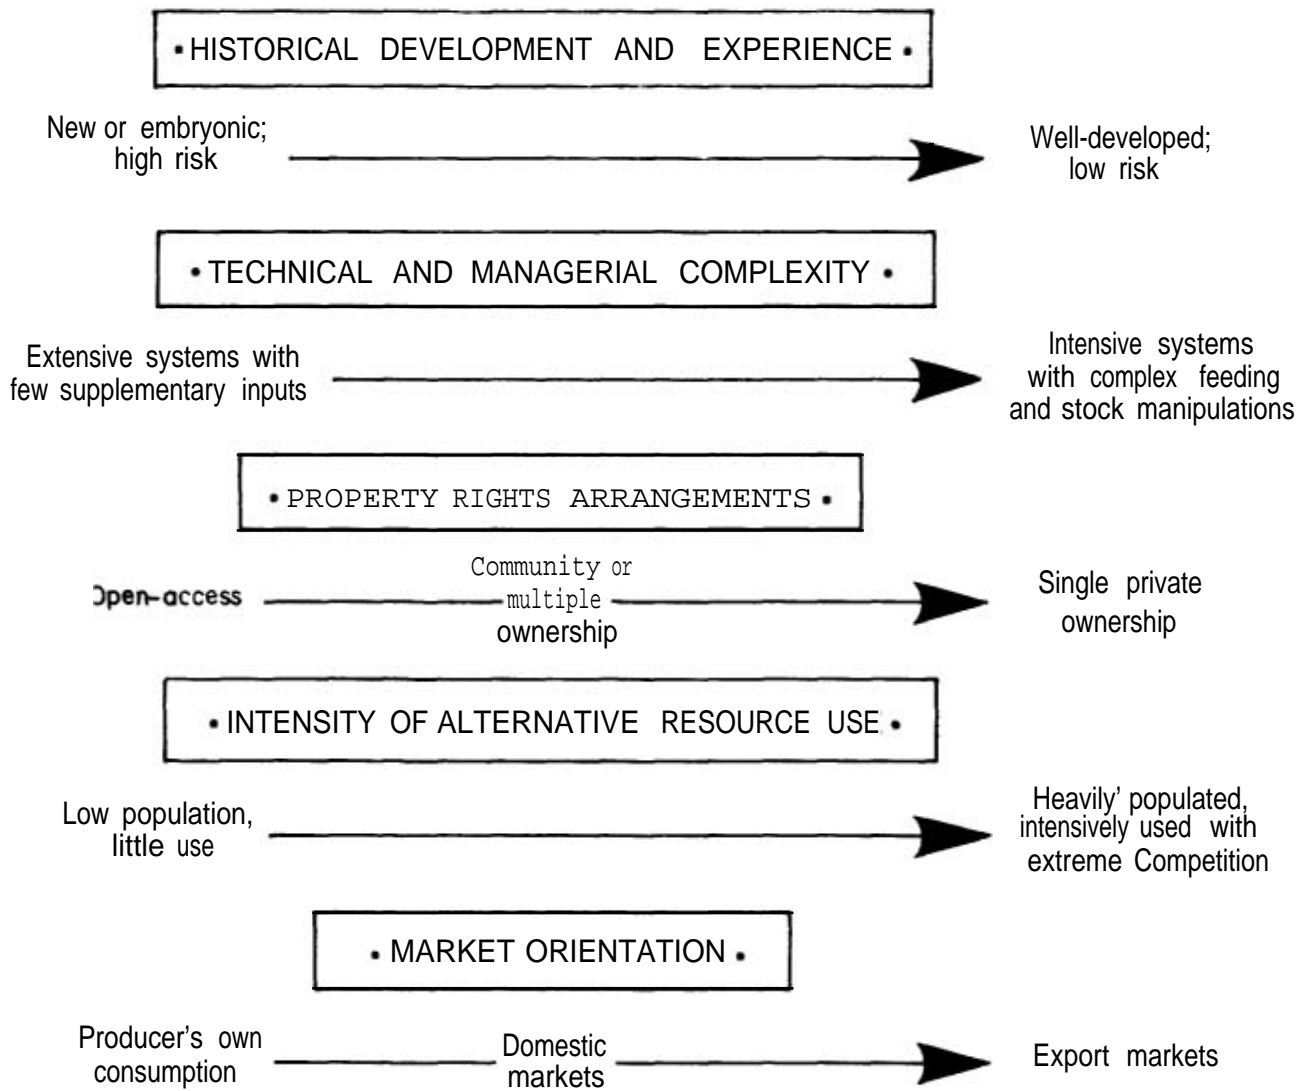 • HISTORICAL DEVELOPMENT AND EXPERIENCE •
New or embryonic;
high risk
Well-developed;
low risk
• TECHNICAL AND MANAGERIAL COMPLEXITY •
Extensive systems with
few supplementary inputs
Intensive systems
with complex feeding
and stock manipulations
• PROPERTY RIGHTS ARRANGEMENTS •
Open-access
Community or
multiple
ownership
Single private
ownership
• INTENSITY OF ALTERNATIVE RESOURCE USE •
Low population,
little use
Heavily' populated,
intensively used with
extreme Competition
• MARKET ORIENTATION •
Producer's own
consumption
Domestic
markets
Export markets